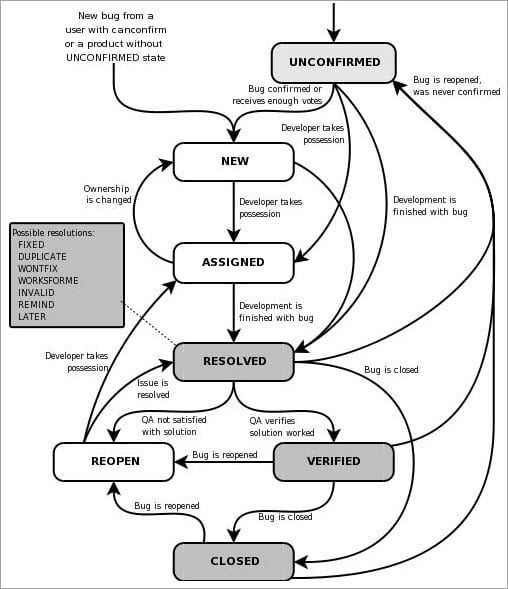 New bug from a
user with canconfirm
or a product without
UNCONFIRMED state
UNCONFIRMED
Bug is reopened,
was never confirmed
Bug confirmed or
receives enough votes
Developer takes
possession
NEW
Ownership
is changed
Developer takes
possession
Development is
finished with bug
Possible resolutions:
FIXED
DUPLICATE
WONTFIX
WORKSFORME
INVALID
REMIND
LATER
ASSIGNED
Development is
finished with bug
RESOLVED
Developer takes
possession
Issue is
resolved
Bug is closed
QA not satisfied
with solution
QA verifies
solution worked
REOPEN
Bug is reopened
VERIFIED
Bug is reopened
Bug is closed
CLOSED